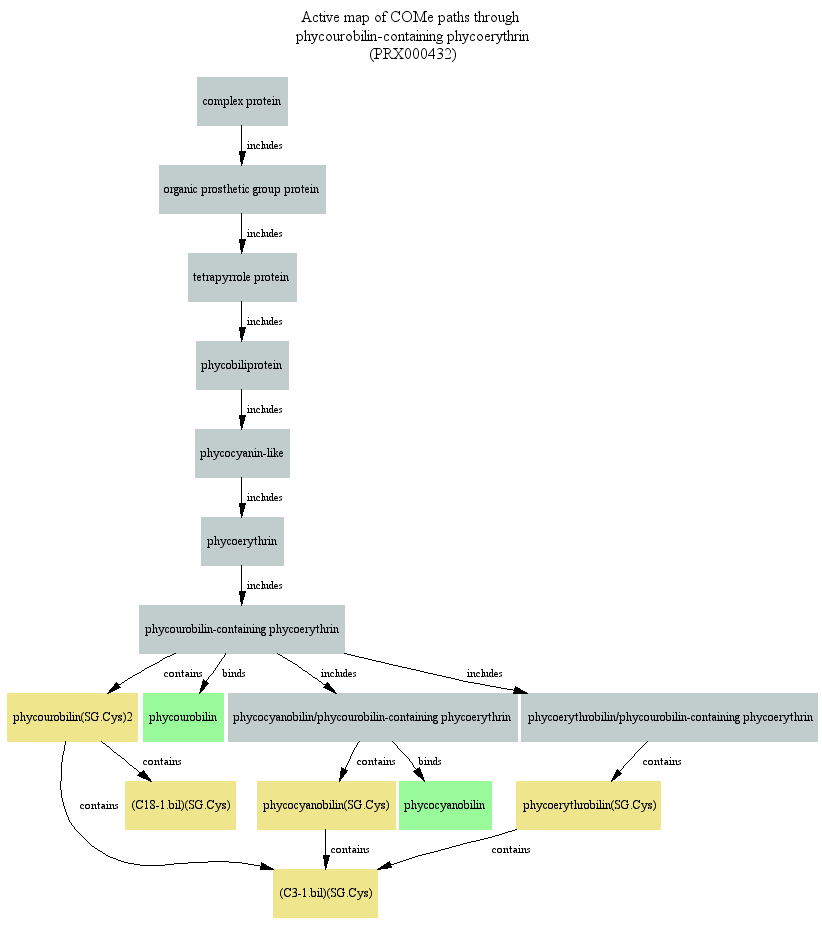 Active map of COMe paths through
phycourobilin-containing phycoerythrin
(PRX000432)
complex protein
includes
organic prosthetic group protein
includes
tetrapyrrole protein
includes
phycobiliprotein
includes
phycocyanin-like
includes
phycoerythrin
includes
phycourobilin-containing phycoerythrin
contains
binds
includes
includes
phycourobilin(SG.Cys)2
phycourobilin
phycocyanobilin/phycourobilin-containing phycoerythrin
phycoerythrobilin/phycourobilin-containing phycoerythrin
contains
contains
binds
contains
contains
(C18-1.bil)(SG.Cys)
phycocyanobilin(SG.Cys)
phycocyanobilin
phycoerythrobilin(SG.Cys)
contains
contains
(C3-1.bil)(SG.Cys)